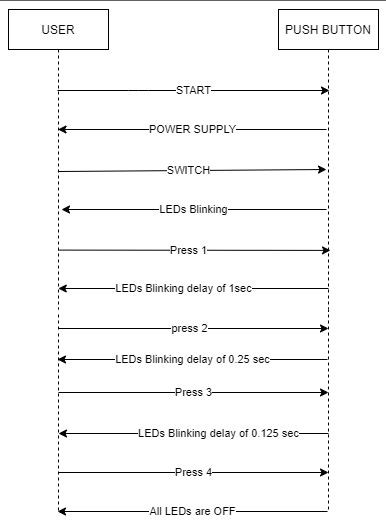 USER
PUSH BUTTON
START
POWER SUPPLY
SWITCH
LEDs Blinking
Press 1
LEDs Blinking delay of 1sec
press 2
LEDs Blinking delay of 0.25 sec
Press 3
LEDs Blinking delay of 0.125 sec
Press 4
All LEDs are OFF